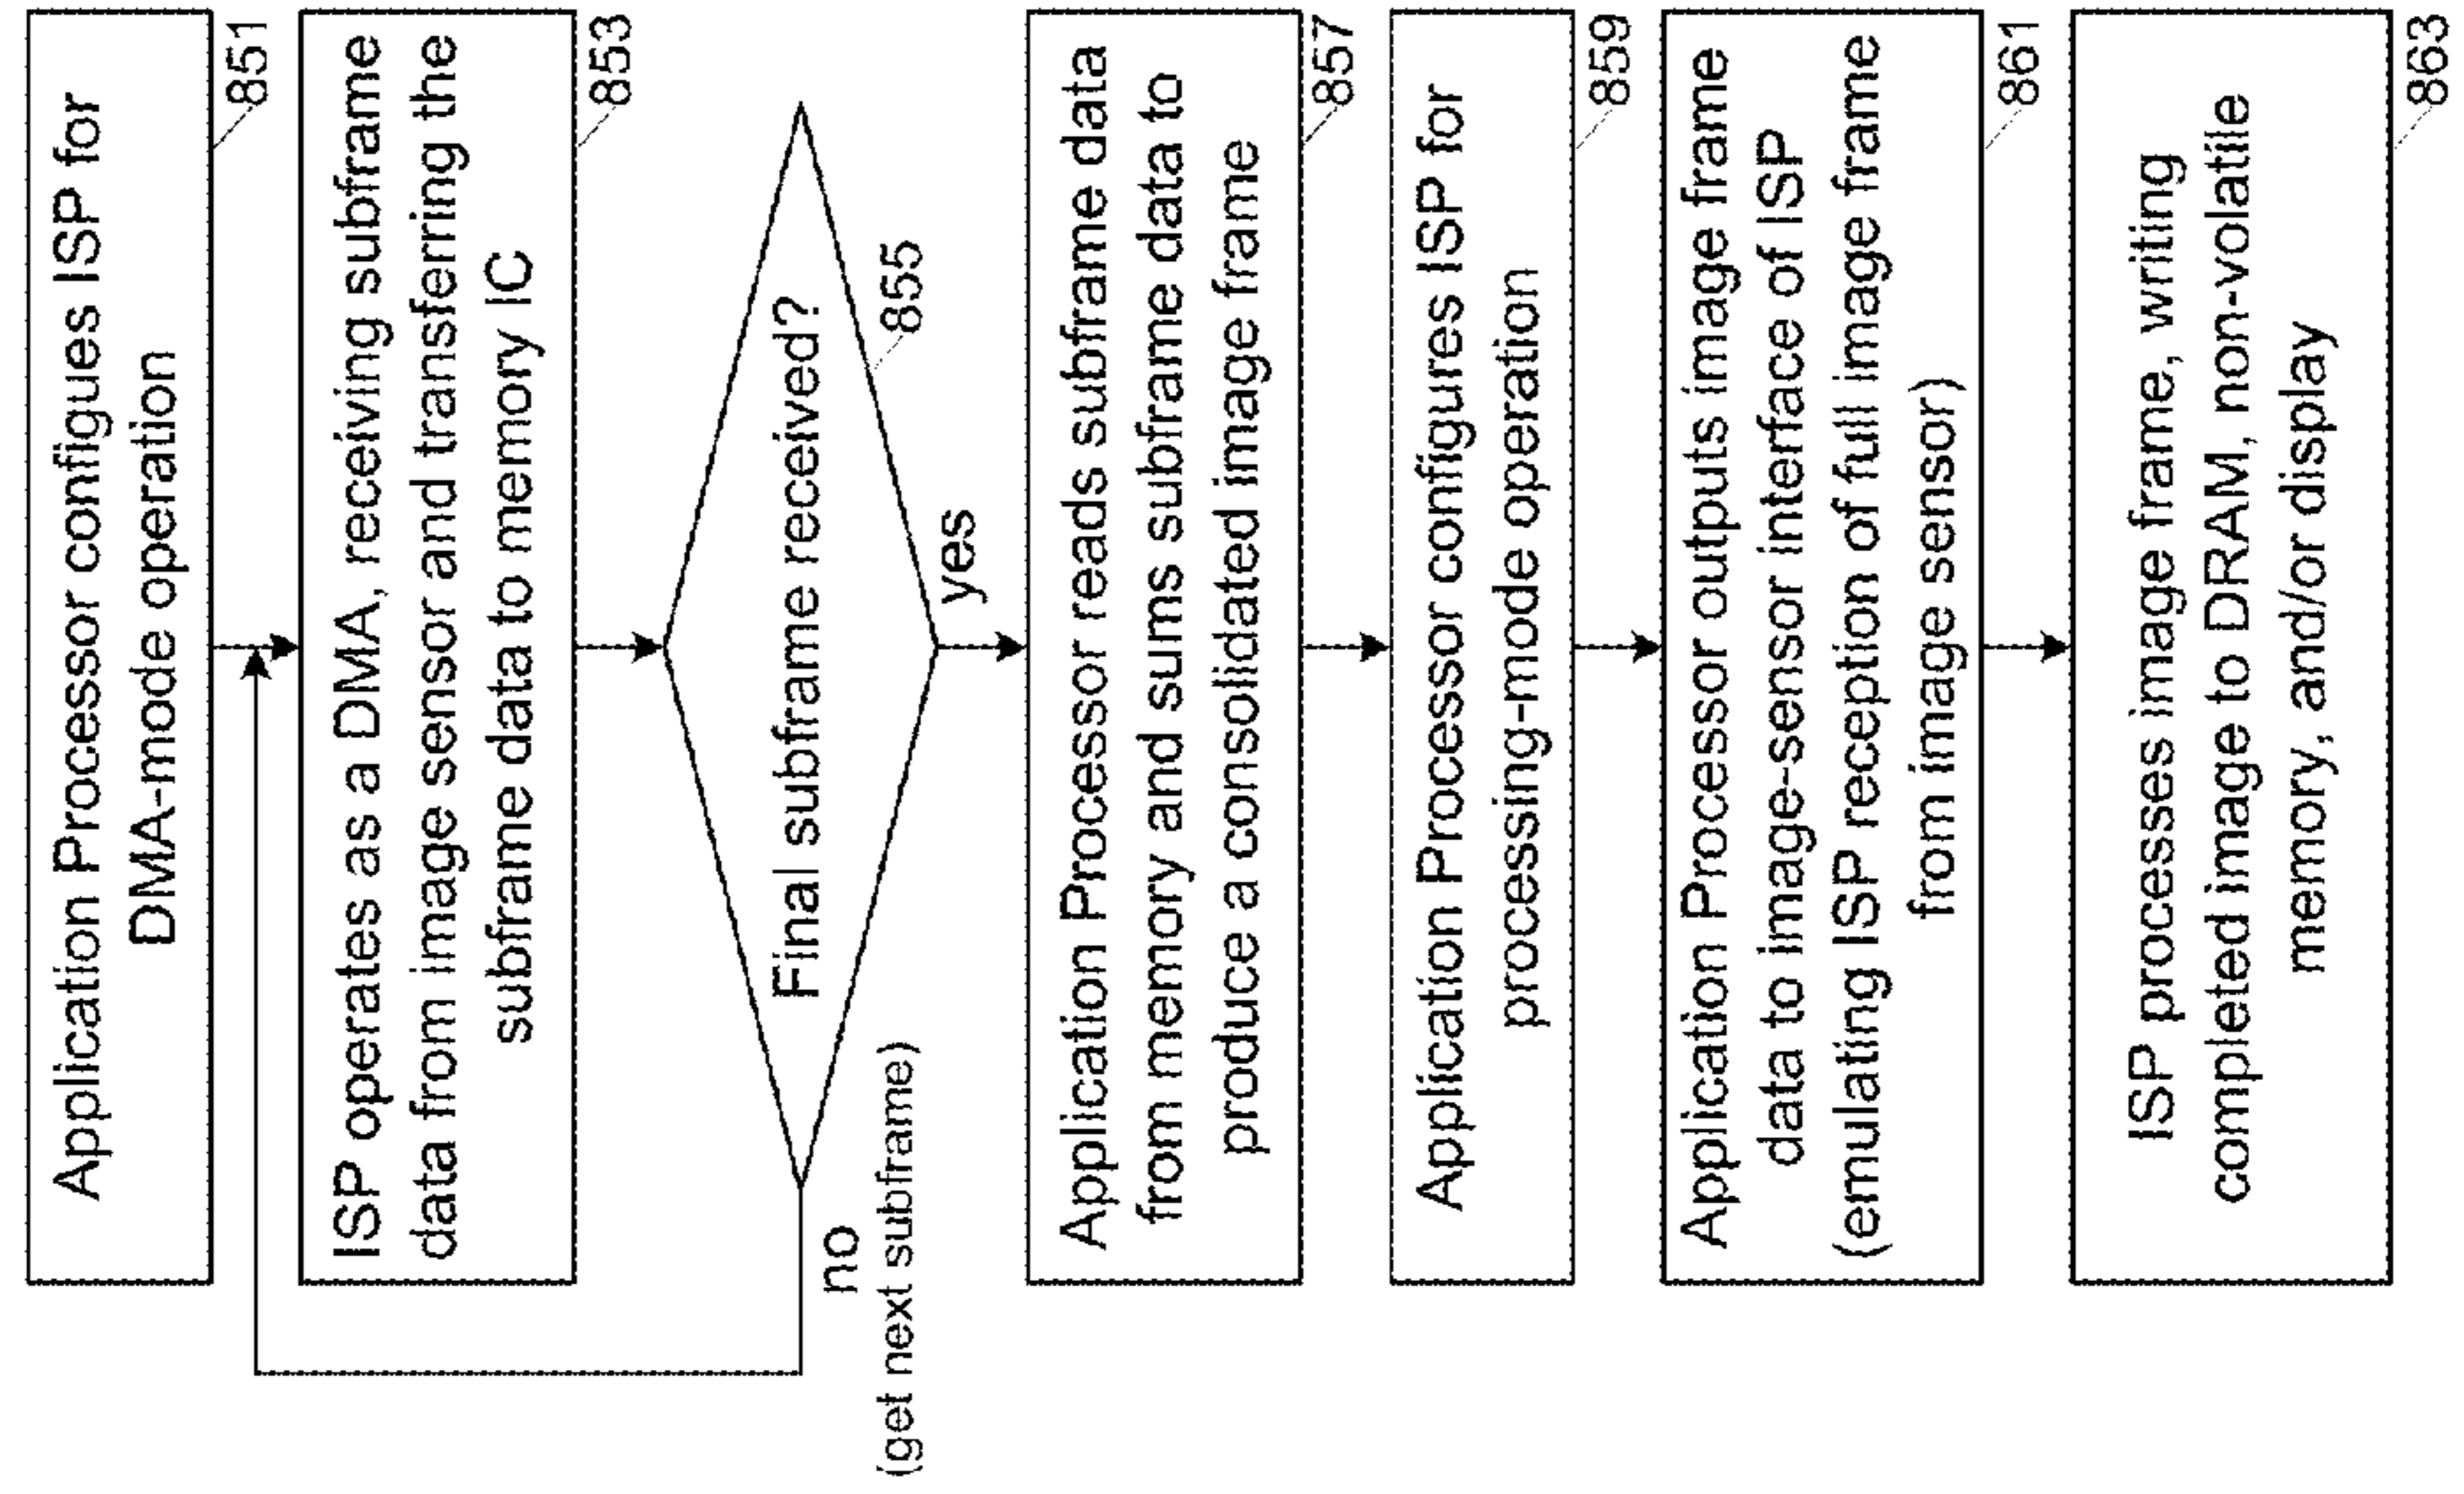 Application Processor configues ISP for
DMA-mode operation
851
ISP operates as a DMA, receiving subframe
data from image sensor and transferring the
subframe data to memory IC
853
Final subframe received?
855
no
(get next subframe)
yes
Application Processor reads subframe data
from memory and sums subframe data to
produce a consolidated image frame
857
Application Processor configures ISP for
processing-mode operation
859
Application Processor outputs image frame
data to image-sensor interface of ISP
(emulating ISP reception of full image frame
from image sensor)
861
ISP processes image frame, writing
completed image to DRAM, non-volatile
memory, and/or display
863